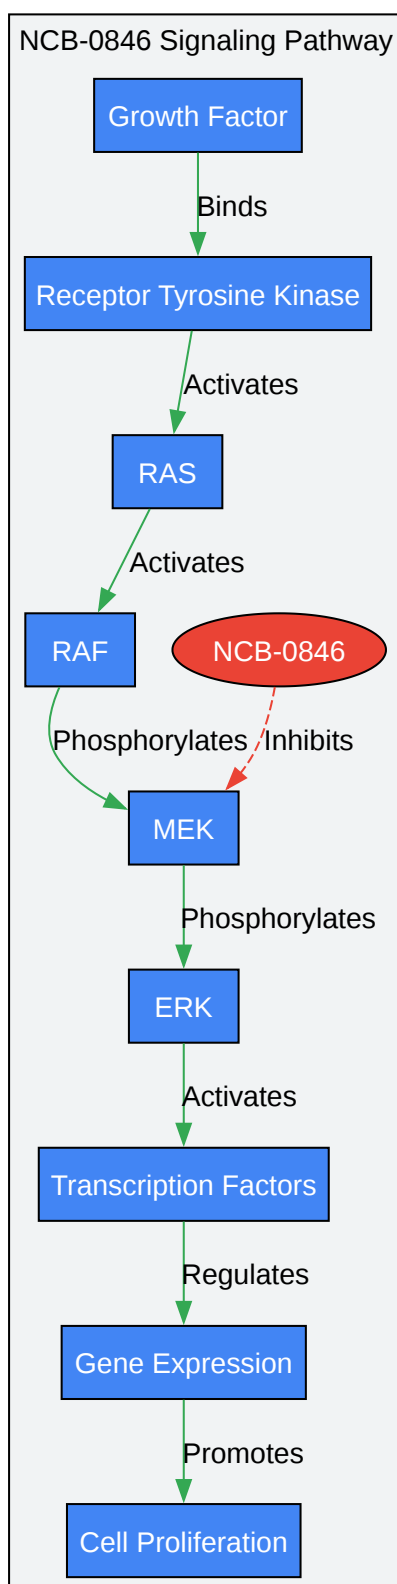 NCB-0846 Signaling Pathway
Growth Factor
Binds
Receptor Tyrosine Kinase
Activates
RAS
Activates
RAF
NCB-0846
Phosphorylates
Inhibits
MEK
Phosphorylates
ERK
Activates
Transcription Factors
Regulates
Gene Expression
Promotes
Cell Proliferation